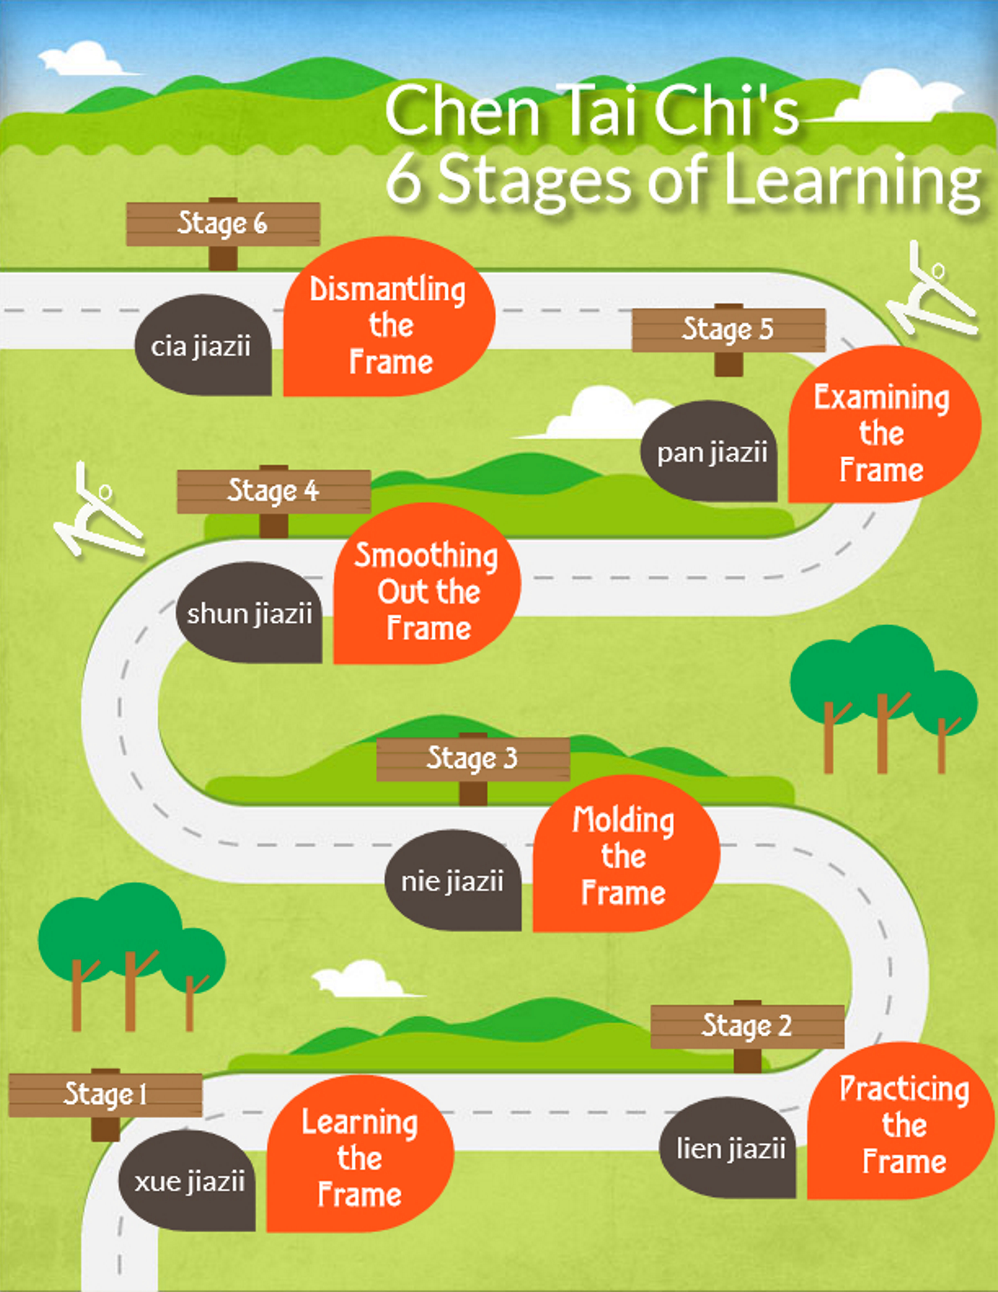 Chen Tai Chi's
6 Stages of Learning
Stage 6
cia jiazii
Dismantling
the
Frame
Stage 5
pan jiazii
Examining
the
Frame
Stage 4
shun jiazii
Smoothing
Out the
Frame
Stage 3
nie jiazii
Molding
the
Frame
Stage 2
lien jiazii
Practicing
the
Frame
Stage 1
xue jiazii
Learning
the
Frame